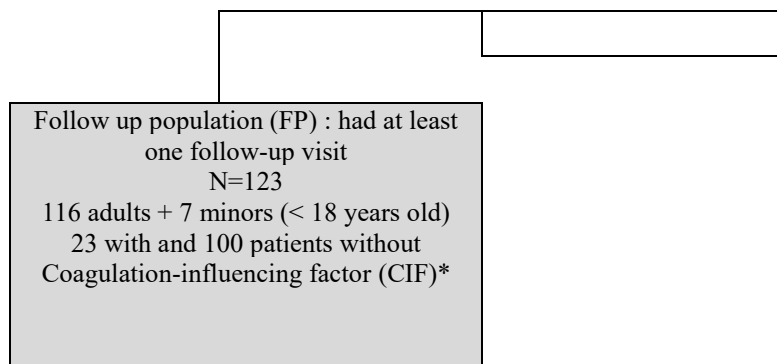 Follow up population (FP) : had at least
one follow-up visit
N=123
116 adults + 7 minors (< 18 years old)
23 with and 100 patients without
Coagulation-influencing factor (CIF)*